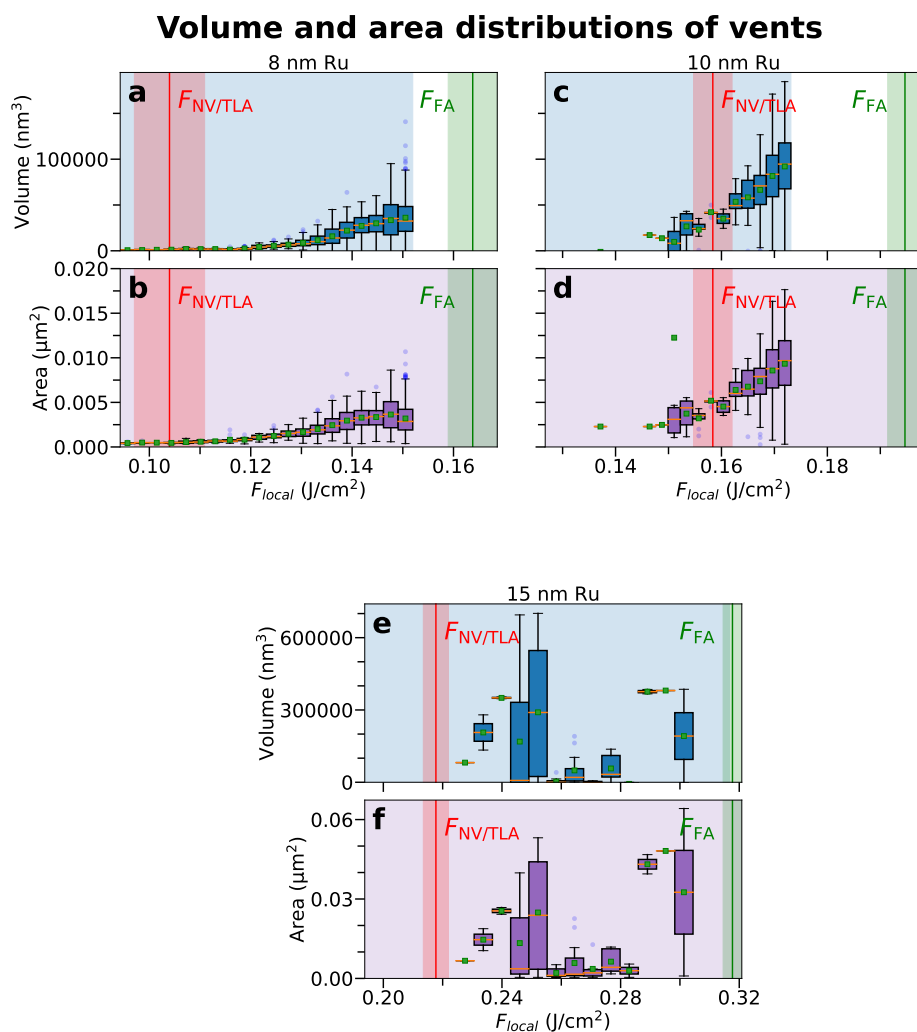 Volume and area distributions of vents
8 nm Ru
10 nm Ru
a
F_NV/TLA
F_FA
c
F_NV/TLA
F_FA
Volume (nm³)
100000
0
b
F_NV/TLA
F_FA
d
F_NV/TLA
F_FA
Area (µm²)
0.020
0.015
0.010
0.005
0.000
0.10 0.12 0.14 0.16
0.14 0.16 0.18
F_local (J/cm²)
F_local (J/cm²)
15 nm Ru
e
F_NV/TLA
F_FA
Volume (nm³)
600000
300000
0
f
F_NV/TLA
F_FA
Area (µm²)
0.06
0.03
0.00
0.20 0.24 0.28 0.32
F_local (J/cm²)